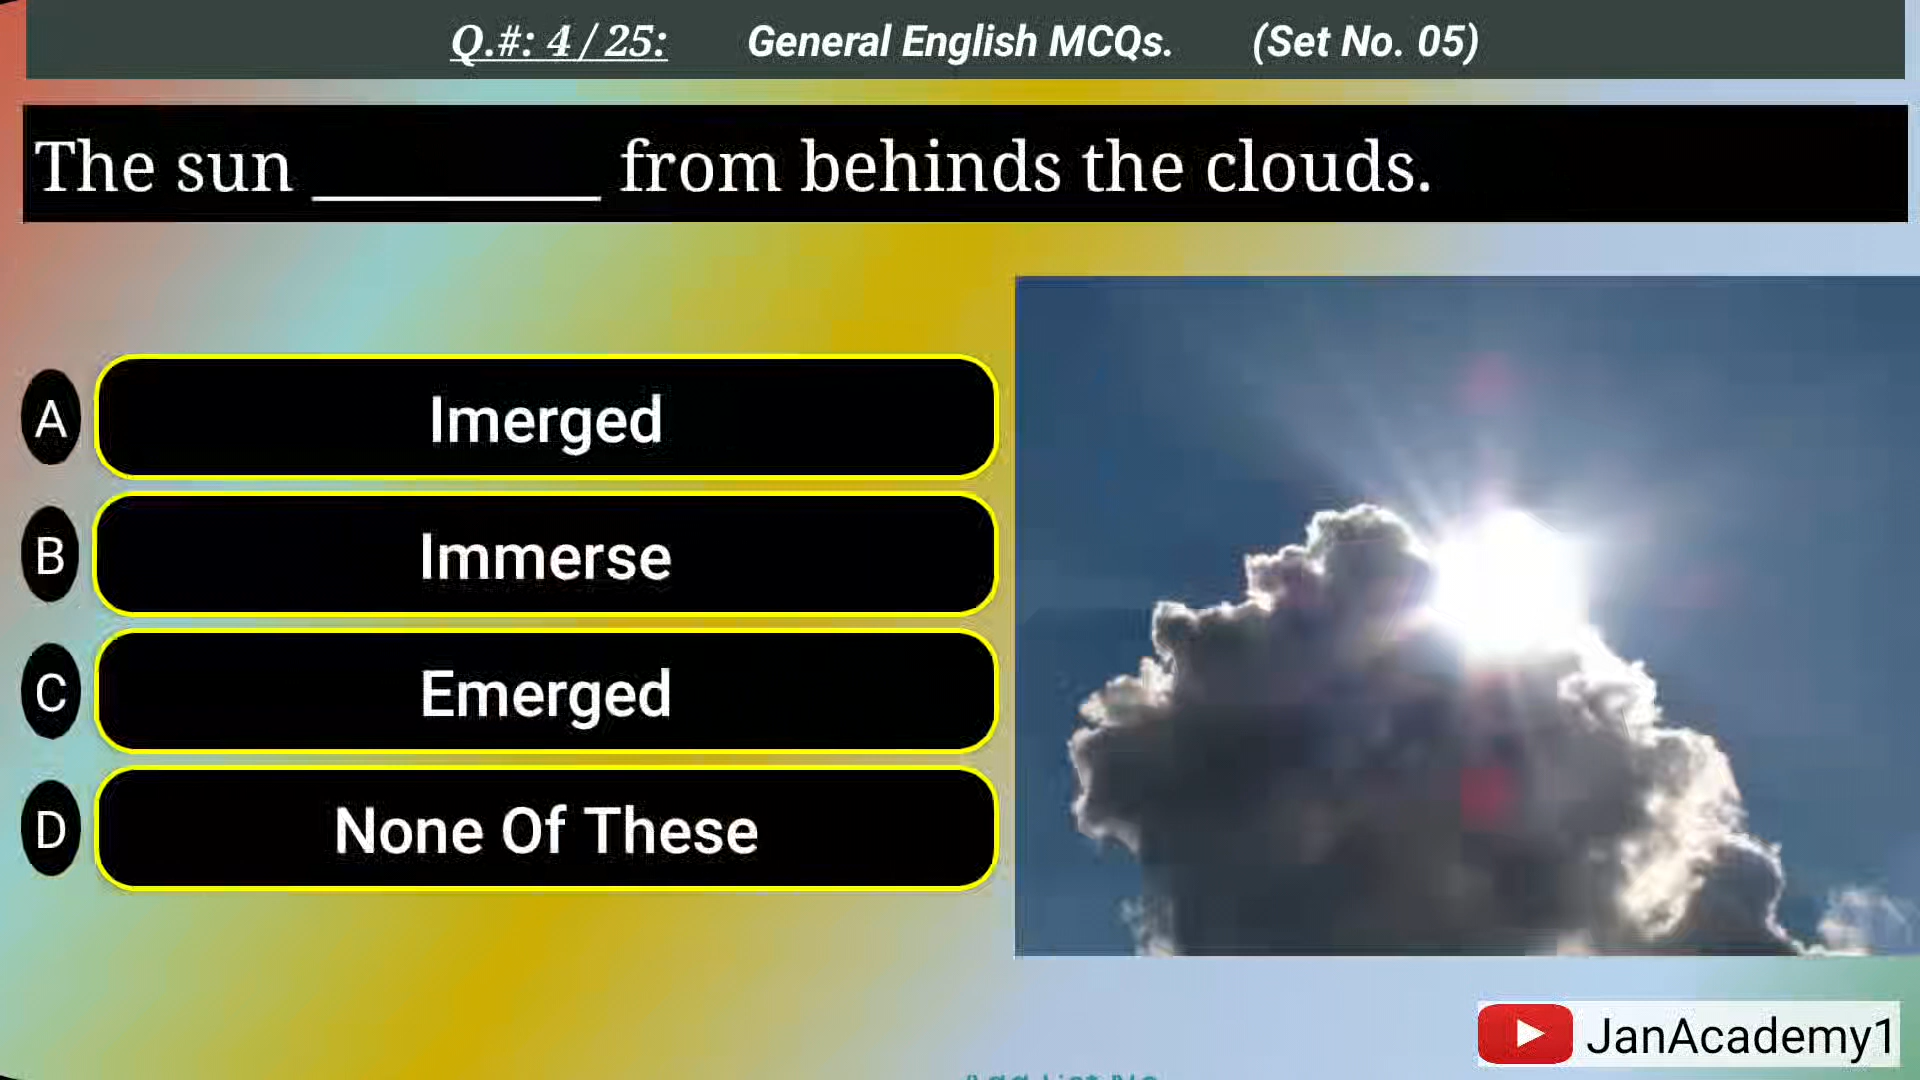 Q.#: 4 / 25: General English MCQs. (Set No. 05)
The sun ________ from behinds the clouds.
A Imerged
B Immerse
C Emerged
D None Of These
JanAcademy1